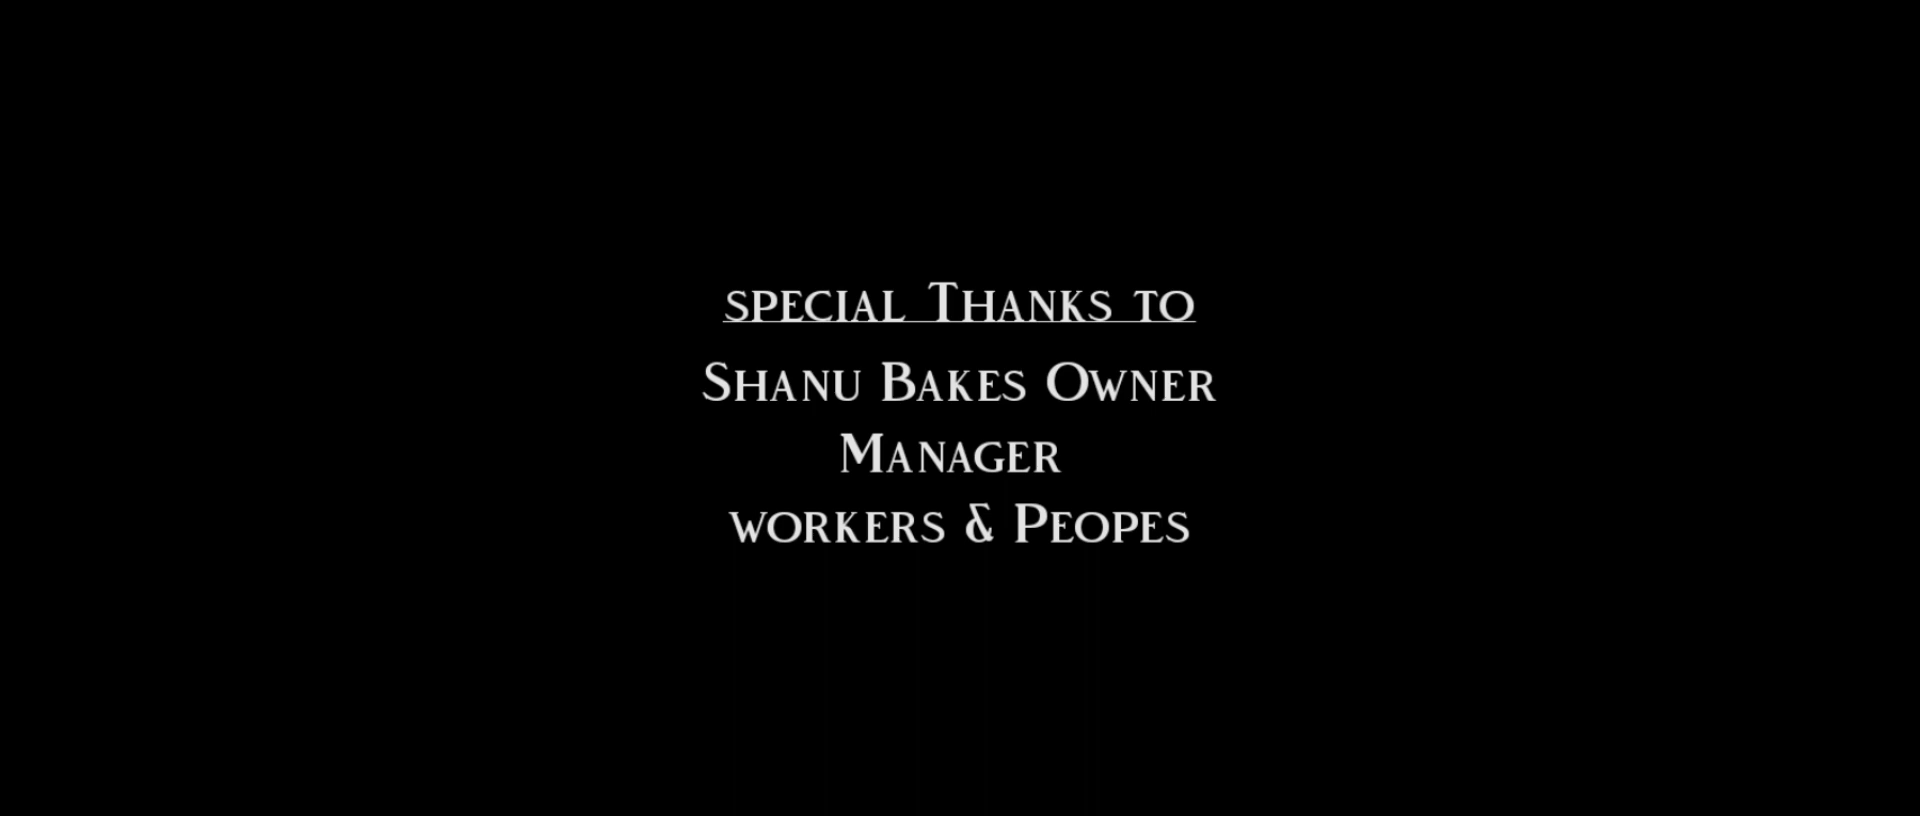 special Thanks to
Shanu Bakes Owner
Manager
workers & Peopes